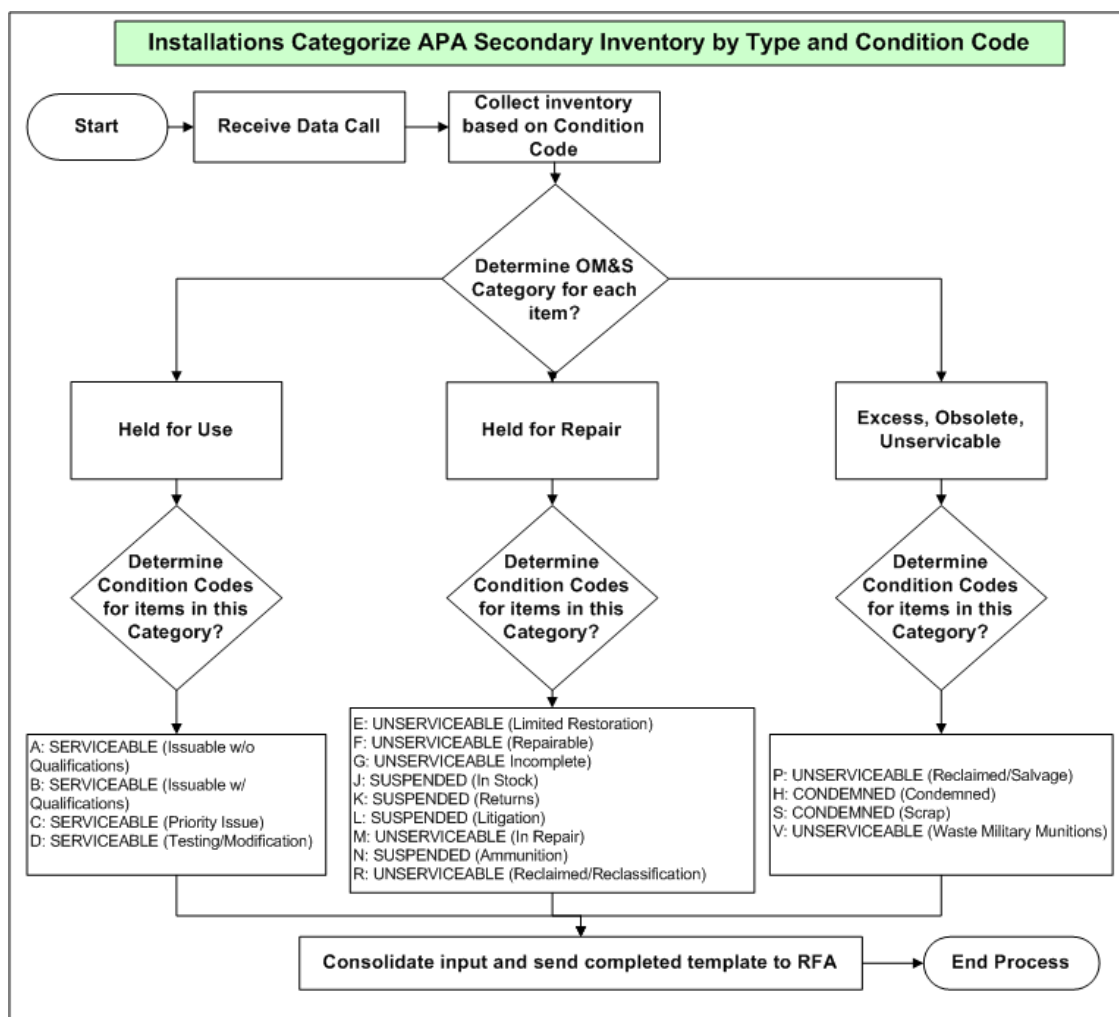 Installations Categorize APA Secondary Inventory by Type and Condition Code
Start
Receive Data Call
Collect inventory
based on Condition
Code
Determine OM&S
Category for each
item?
Held for Use
Held for Repair
Excess, Obsolete,
Unservicable
Determine
Condition Codes
for items in this
Category?
Determine
Condition Codes
for items in this
Category?
Determine
Condition Codes
for items in this
Category?
A: SERVICEABLE (Issuable w/o
Qualifications)
B: SERVICEABLE (Issuable w/
Qualifications)
C: SERVICEABLE (Priority Issue)
D: SERVICEABLE (Testing/Modification)
E: UNSERVICEABLE (Limited Restoration)
F: UNSERVICEABLE (Repairable)
G: UNSERVICEABLE Incomplete)
J: SUSPENDED (In Stock)
K: SUSPENDED (Returns)
L: SUSPENDED (Litigation)
M: UNSERVICEABLE (In Repair)
N: SUSPENDED (Ammunition)
R: UNSERVICEABLE (Reclaimed/Reclassification)
P: UNSERVICEABLE (Reclaimed/Salvage)
H: CONDEMNED (Condemned)
S: CONDEMNED (Scrap)
V: UNSERVICEABLE (Waste Military Munitions)
Consolidate input and send completed template to RFA
End Process